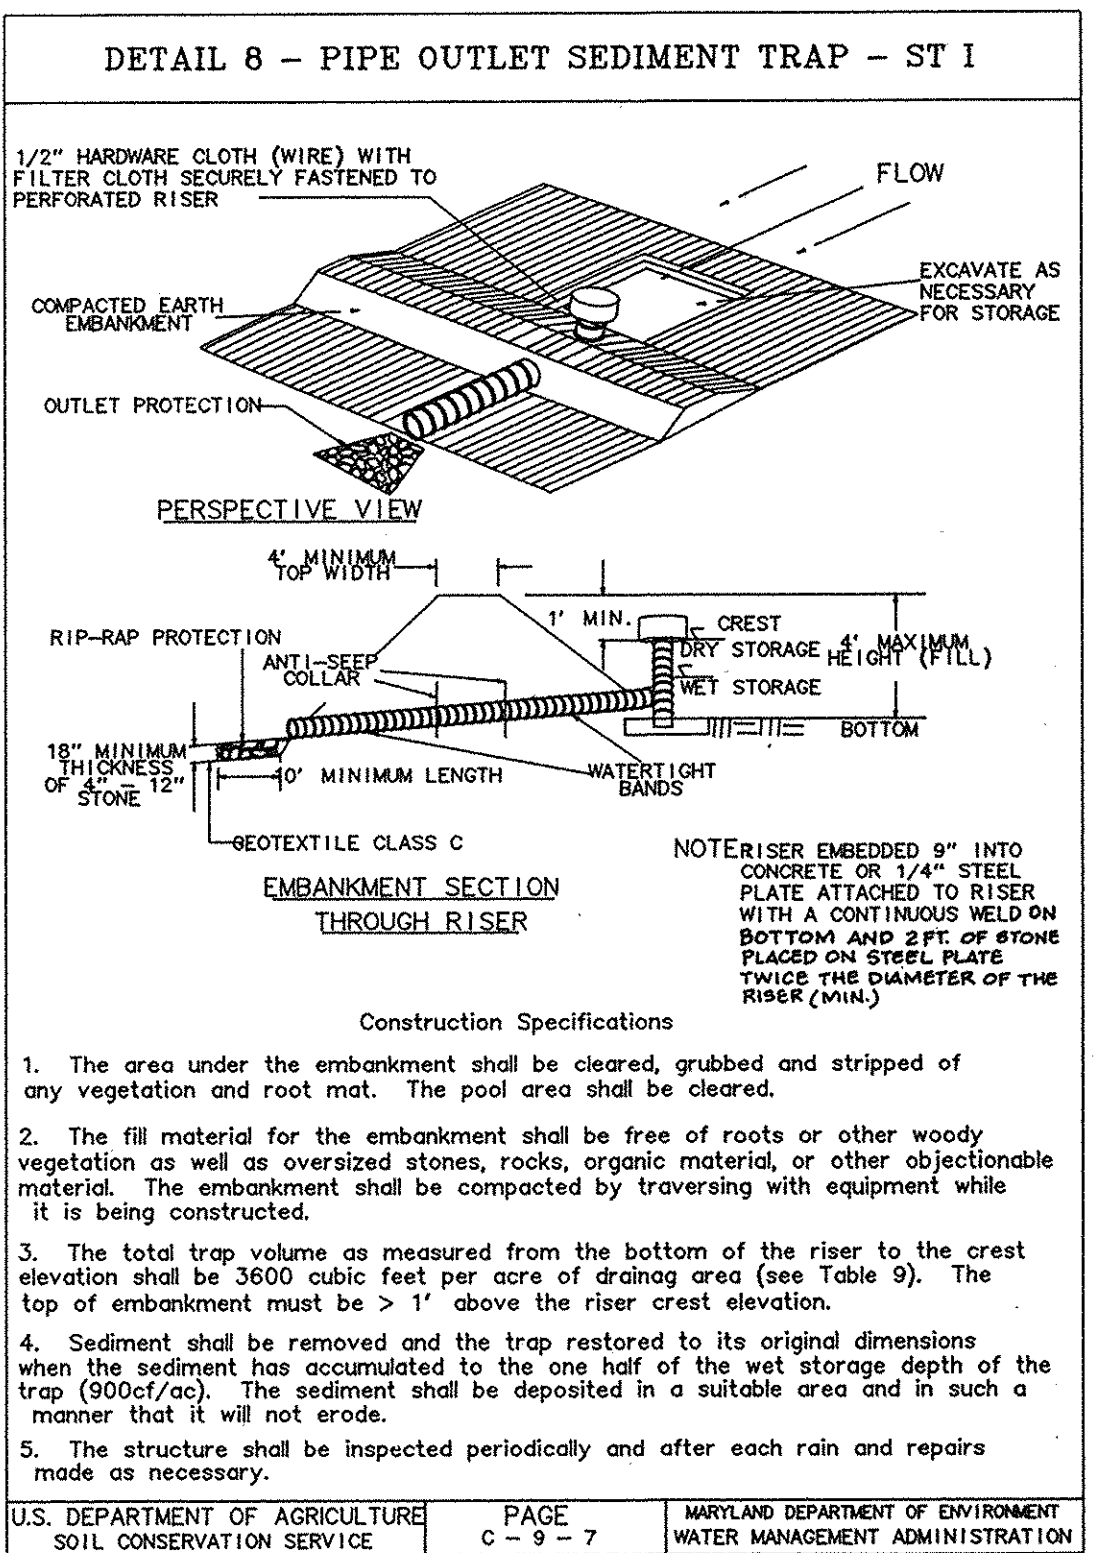 DETAIL 8 – PIPE OUTLET SEDIMENT TRAP – ST I
1/2" HARDWARE CLOTH (WIRE) WITH
FILTER CLOTH SECURELY FASTENED TO
PERFORATED RISER
FLOW
EXCAVATE AS
NECESSARY
FOR STORAGE
COMPACTED EARTH
EMBANKMENT
OUTLET PROTECTION
PERSPECTIVE VIEW
4' MINIMUM
TOP WIDTH
1' MIN.
CREST
DRY STORAGE
4' MAXIMUM
HEIGHT (FILL)
RIP-RAP PROTECTION
ANTI-SEEP
COLLAR
WET STORAGE
BOTTOM
18" MINIMUM
THICKNESS
OF 4" – 12"
STONE
10' MINIMUM LENGTH
WATERTIGHT
BANDS
GEOTEXTILE CLASS C
EMBANKMENT SECTION
THROUGH RISER
NOTE RISER EMBEDDED 9" INTO
CONCRETE OR 1/4" STEEL
PLATE ATTACHED TO RISER
WITH A CONTINUOUS WELD ON
BOTTOM AND 2 FT. OF STONE
PLACED ON STEEL PLATE
TWICE THE DIAMETER OF THE
RISER (MIN.)
Construction Specifications
1. The area under the embankment shall be cleared, grubbed and stripped of
any vegetation and root mat. The pool area shall be cleared.
2. The fill material for the embankment shall be free of roots or other woody
vegetation as well as oversized stones, rocks, organic material, or other objectionable
material. The embankment shall be compacted by traversing with equipment while
it is being constructed.
3. The total trap volume as measured from the bottom of the riser to the crest
elevation shall be 3600 cubic feet per acre of drainag area (see Table 9). The
top of embankment must be > 1' above the riser crest elevation.
4. Sediment shall be removed and the trap restored to its original dimensions
when the sediment has accumulated to the one half of the wet storage depth of the
trap (900cf/ac). The sediment shall be deposited in a suitable area and in such a
manner that it will not erode.
5. The structure shall be inspected periodically and after each rain and repairs
made as necessary.
U.S. DEPARTMENT OF AGRICULTURE
SOIL CONSERVATION SERVICE
PAGE
C – 9 – 7
MARYLAND DEPARTMENT OF ENVIRONMENT
WATER MANAGEMENT ADMINISTRATION